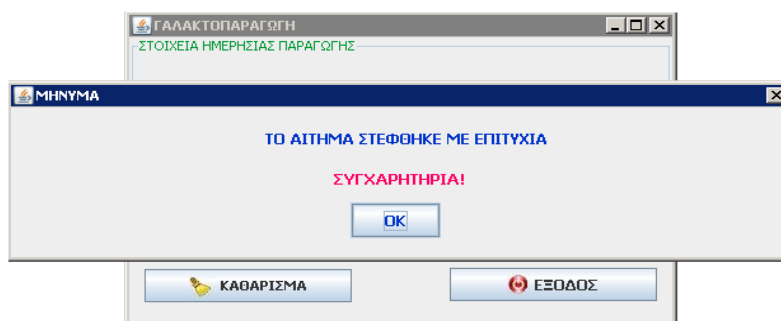 ΓΑΛΑΚΤΟΠΑΡΑΓΩΓΗ
ΣΤΟΙΧΕΙΑ ΗΜΕΡΗΣΙΑΣ ΠΑΡΑΓΩΓΗΣ
ΜΗΝΥΜΑ
ΤΟ ΑΙΤΗΜΑ ΣΤΕΦΘΗΚΕ ΜΕ ΕΠΙΤΥΧΙΑ
ΣΥΓΧΑΡΗΤΗΡΙΑ!
OK
ΚΑΘΑΡΙΣΜΑ
ΕΞΟΔΟΣ